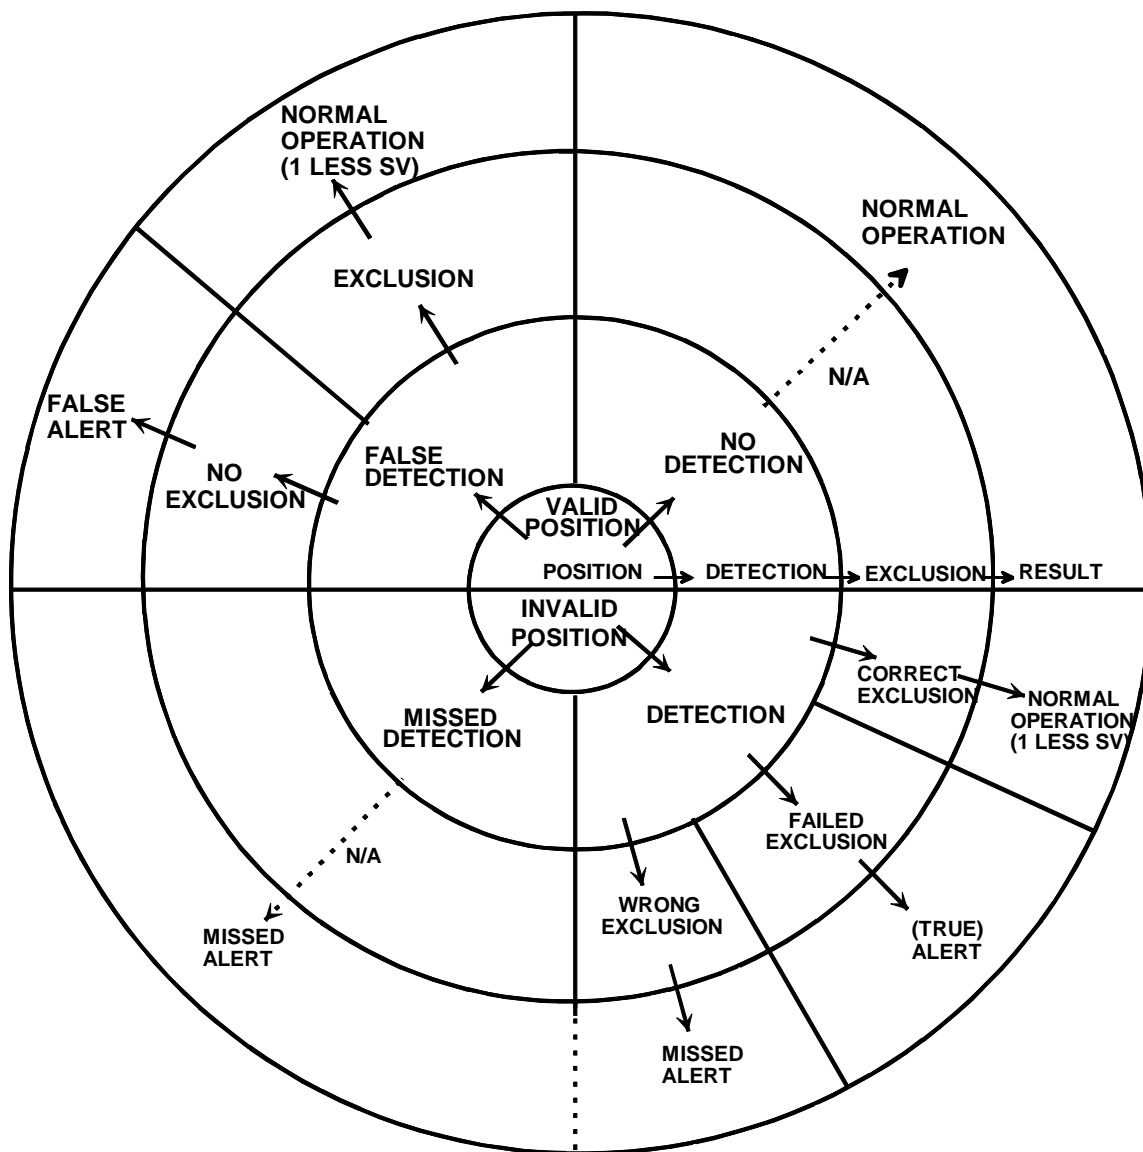 NORMAL
OPERATION
(1 LESS SV)
NORMAL
OPERATION
EXCLUSION
N/A
FALSE
ALERT
NO
EXCLUSION
FALSE
DETECTION
NO
DETECTION
VALID
POSITION
POSITION
DETECTION
EXCLUSION
RESULT
INVALID
POSITION
CORRECT
EXCLUSION
NORMAL
OPERATION
(1 LESS SV)
MISSED
DETECTION
DETECTION
FAILED
EXCLUSION
N/A
WRONG
EXCLUSION
(TRUE)
ALERT
MISSED
ALERT
MISSED
ALERT